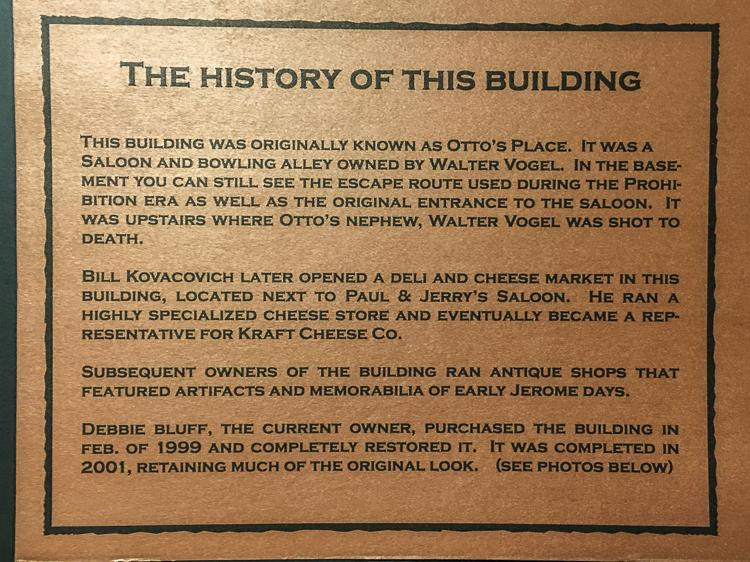 The history of this building
This building was originally known as Otto's Place. It was a
Saloon and bowling alley owned by Walter Vogel. In the base-
ment you can still see the escape route used during the Prohi-
bition era as well as the original entrance to the saloon. It
was upstairs where Otto's nephew, Walter Vogel was shot to
death.
Bill Kovacovich later opened a deli and cheese market in this
building, located next to Paul & Jerry's Saloon. He ran a
highly specialized cheese store and eventually became a rep-
resentative for Kraft Cheese Co.
Subsequent owners of the building ran antique shops that
featured artifacts and memorabilia of early Jerome days.
Debbie Bluff, the current owner, purchased the building in
feb. of 1999 and completely restored it. It was completed in
2001, retaining much of the original look. (see photos below)